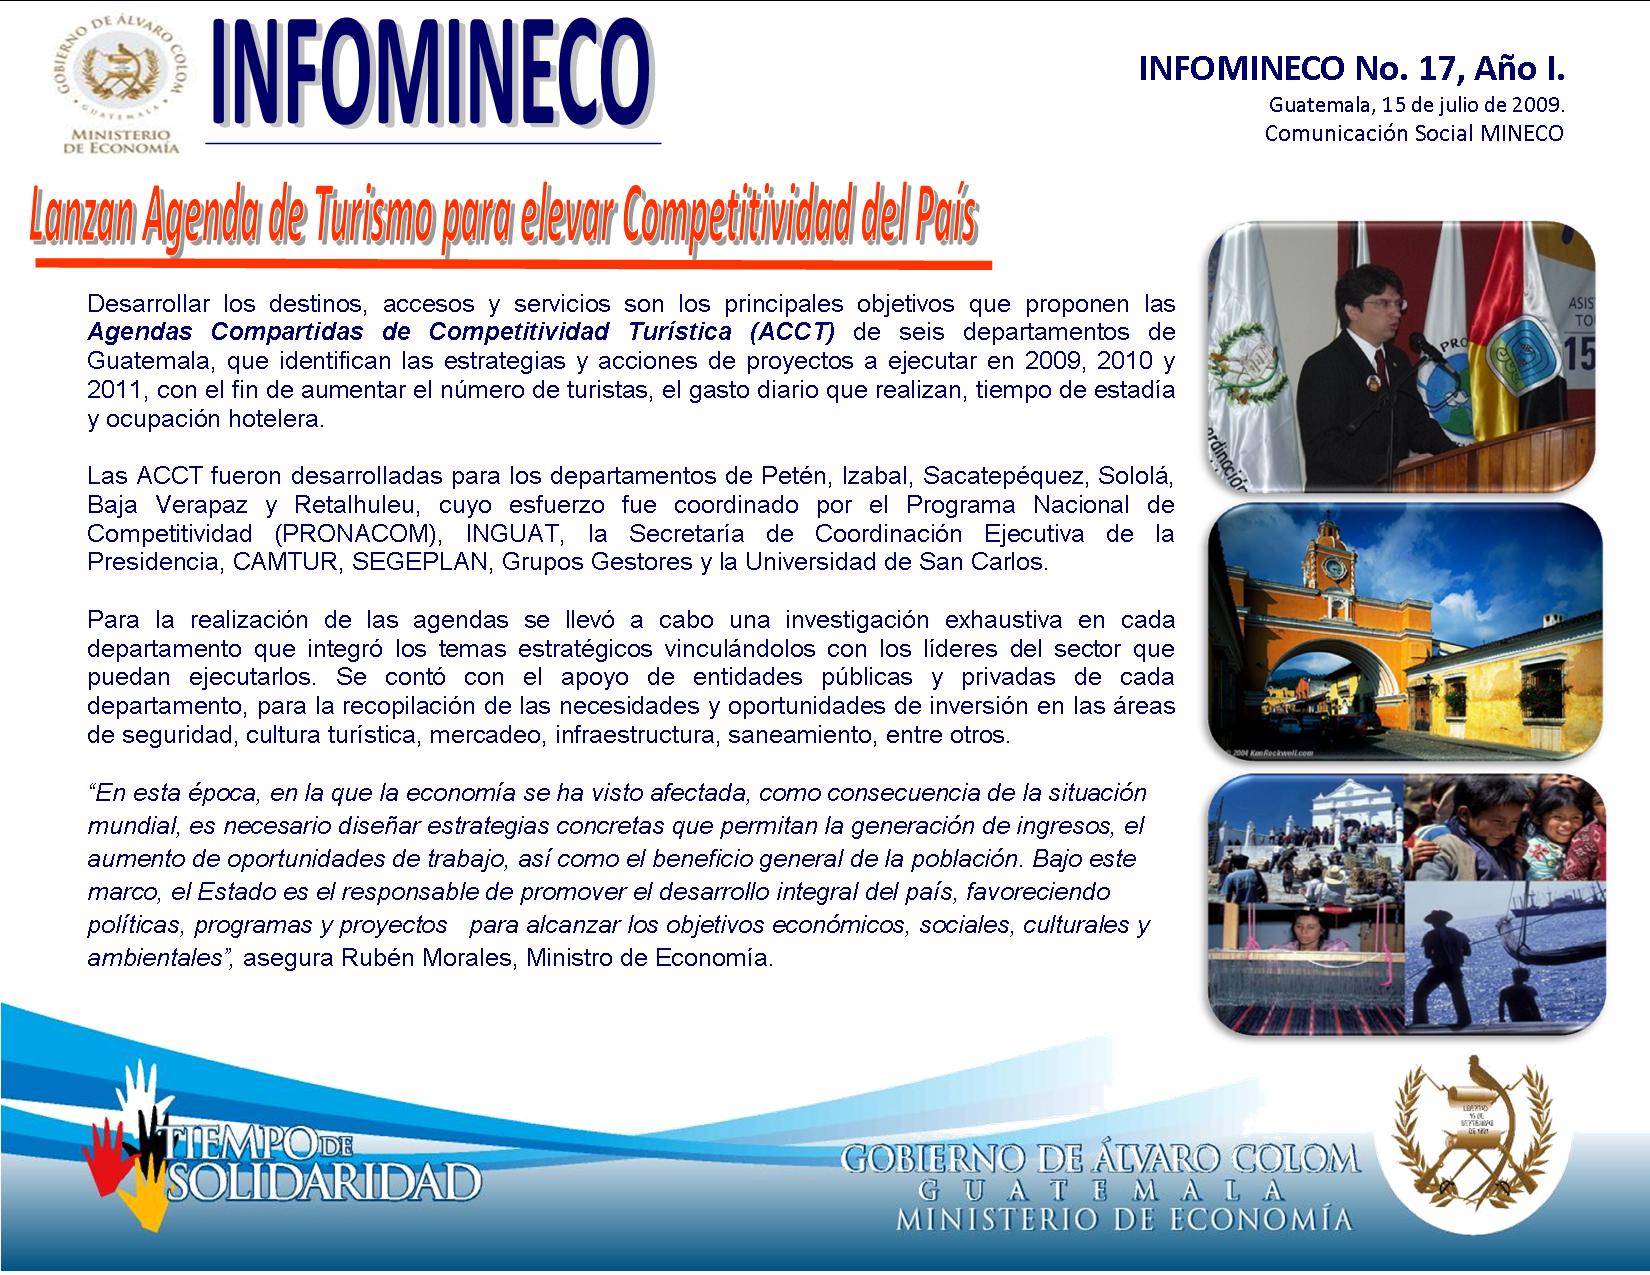 GOBIERNO DE ÁLVARO COLOM
GUATEMALA
MINISTERIO
DE ECONOMÍA
INFOMINECO
INFOMINECO No. 17, Año I.
Guatemala, 15 de julio de 2009.
Comunicación Social MINECO
Lanzan Agenda de Turismo para elevar Competitividad del País
Desarrollar los destinos, accesos y servicios son los principales objetivos que proponen las
Agendas Compartidas de Competitividad Turística (ACCT) de seis departamentos de
Guatemala, que identifican las estrategias y acciones de proyectos a ejecutar en 2009, 2010 y
2011, con el fin de aumentar el número de turistas, el gasto diario que realizan, tiempo de estadía
y ocupación hotelera.
Las ACCT fueron desarrolladas para los departamentos de Petén, Izabal, Sacatepéquez, Sololá,
Baja Verapaz y Retalhuleu, cuyo esfuerzo fue coordinado por el Programa Nacional de
Competitividad (PRONACOM), INGUAT, la Secretaría de Coordinación Ejecutiva de la
Presidencia, CAMTUR, SEGEPLAN, Grupos Gestores y la Universidad de San Carlos.
Para la realización de las agendas se llevó a cabo una investigación exhaustiva en cada
departamento que integró los temas estratégicos vinculándolos con los líderes del sector que
puedan ejecutarlos. Se contó con el apoyo de entidades públicas y privadas de cada
departamento, para la recopilación de las necesidades y oportunidades de inversión en las áreas
de seguridad, cultura turística, mercadeo, infraestructura, saneamiento, entre otros.
“En esta época, en la que la economía se ha visto afectada, como consecuencia de la situación
mundial, es necesario diseñar estrategias concretas que permitan la generación de ingresos, el
aumento de oportunidades de trabajo, así como el beneficio general de la población. Bajo este
marco, el Estado es el responsable de promover el desarrollo integral del país, favoreciendo
políticas, programas y proyectos para alcanzar los objetivos económicos, sociales, culturales y
ambientales”, asegura Rubén Morales, Ministro de Economía.
ASIS
TO
15
PRO
rdinación
© 2004 KenRockwell.com
TIEMPO DE
SOLIDARIDAD
GOBIERNO DE ÁLVARO COLOM
GUATEMALA
MINISTERIO DE ECONOMÍA
LIBERTAD
15 DE
SEPTIEMBRE
DE 1821